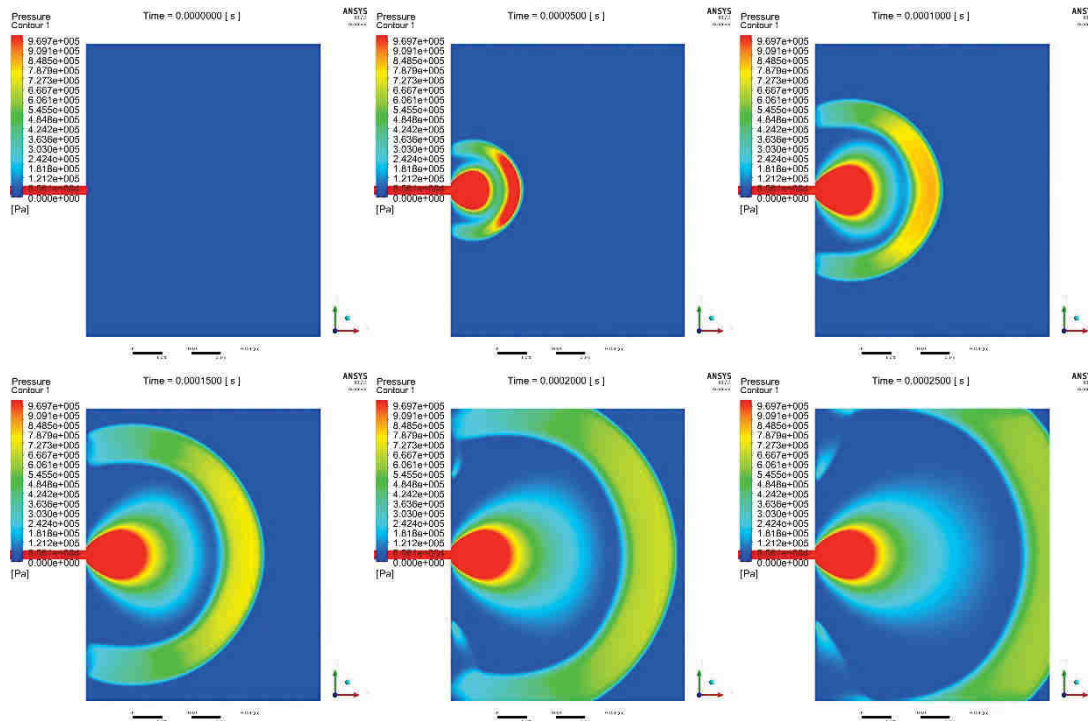 Pressure
Contour 1
Time = 0.0000000 [ s ]
ANSYS
9.697e+005
9.091e+005
8.485e+005
7.879e+005
7.273e+005
6.667e+005
6.061e+005
5.455e+005
4.848e+005
4.242e+005
3.636e+005
3.030e+005
2.424e+005
1.818e+005
1.212e+005
0.000e+000
[Pa]
Pressure
Contour 1
Time = 0.0000500 [ s ]
ANSYS
9.697e+005
9.091e+005
8.485e+005
7.879e+005
7.273e+005
6.667e+005
6.061e+005
5.455e+005
4.848e+005
4.242e+005
3.636e+005
3.030e+005
2.424e+005
1.818e+005
1.212e+005
0.000e+000
[Pa]
Pressure
Contour 1
Time = 0.0001000 [ s ]
ANSYS
9.697e+005
9.091e+005
8.485e+005
7.879e+005
7.273e+005
6.667e+005
6.061e+005
5.455e+005
4.848e+005
4.242e+005
3.636e+005
3.030e+005
2.424e+005
1.818e+005
1.212e+005
0.000e+000
[Pa]
Pressure
Contour 1
Time = 0.0001500 [ s ]
ANSYS
9.697e+005
9.091e+005
8.485e+005
7.879e+005
7.273e+005
6.667e+005
6.061e+005
5.455e+005
4.848e+005
4.242e+005
3.636e+005
3.030e+005
2.424e+005
1.818e+005
1.212e+005
0.000e+000
[Pa]
Pressure
Contour 1
Time = 0.0002000 [ s ]
ANSYS
9.697e+005
9.091e+005
8.485e+005
7.879e+005
7.273e+005
6.667e+005
6.061e+005
5.455e+005
4.848e+005
4.242e+005
3.636e+005
3.030e+005
2.424e+005
1.818e+005
1.212e+005
0.000e+000
[Pa]
Pressure
Contour 1
Time = 0.0002500 [ s ]
ANSYS
9.697e+005
9.091e+005
8.485e+005
7.879e+005
7.273e+005
6.667e+005
6.061e+005
5.455e+005
4.848e+005
4.242e+005
3.636e+005
3.030e+005
2.424e+005
1.818e+005
1.212e+005
0.000e+000
[Pa]